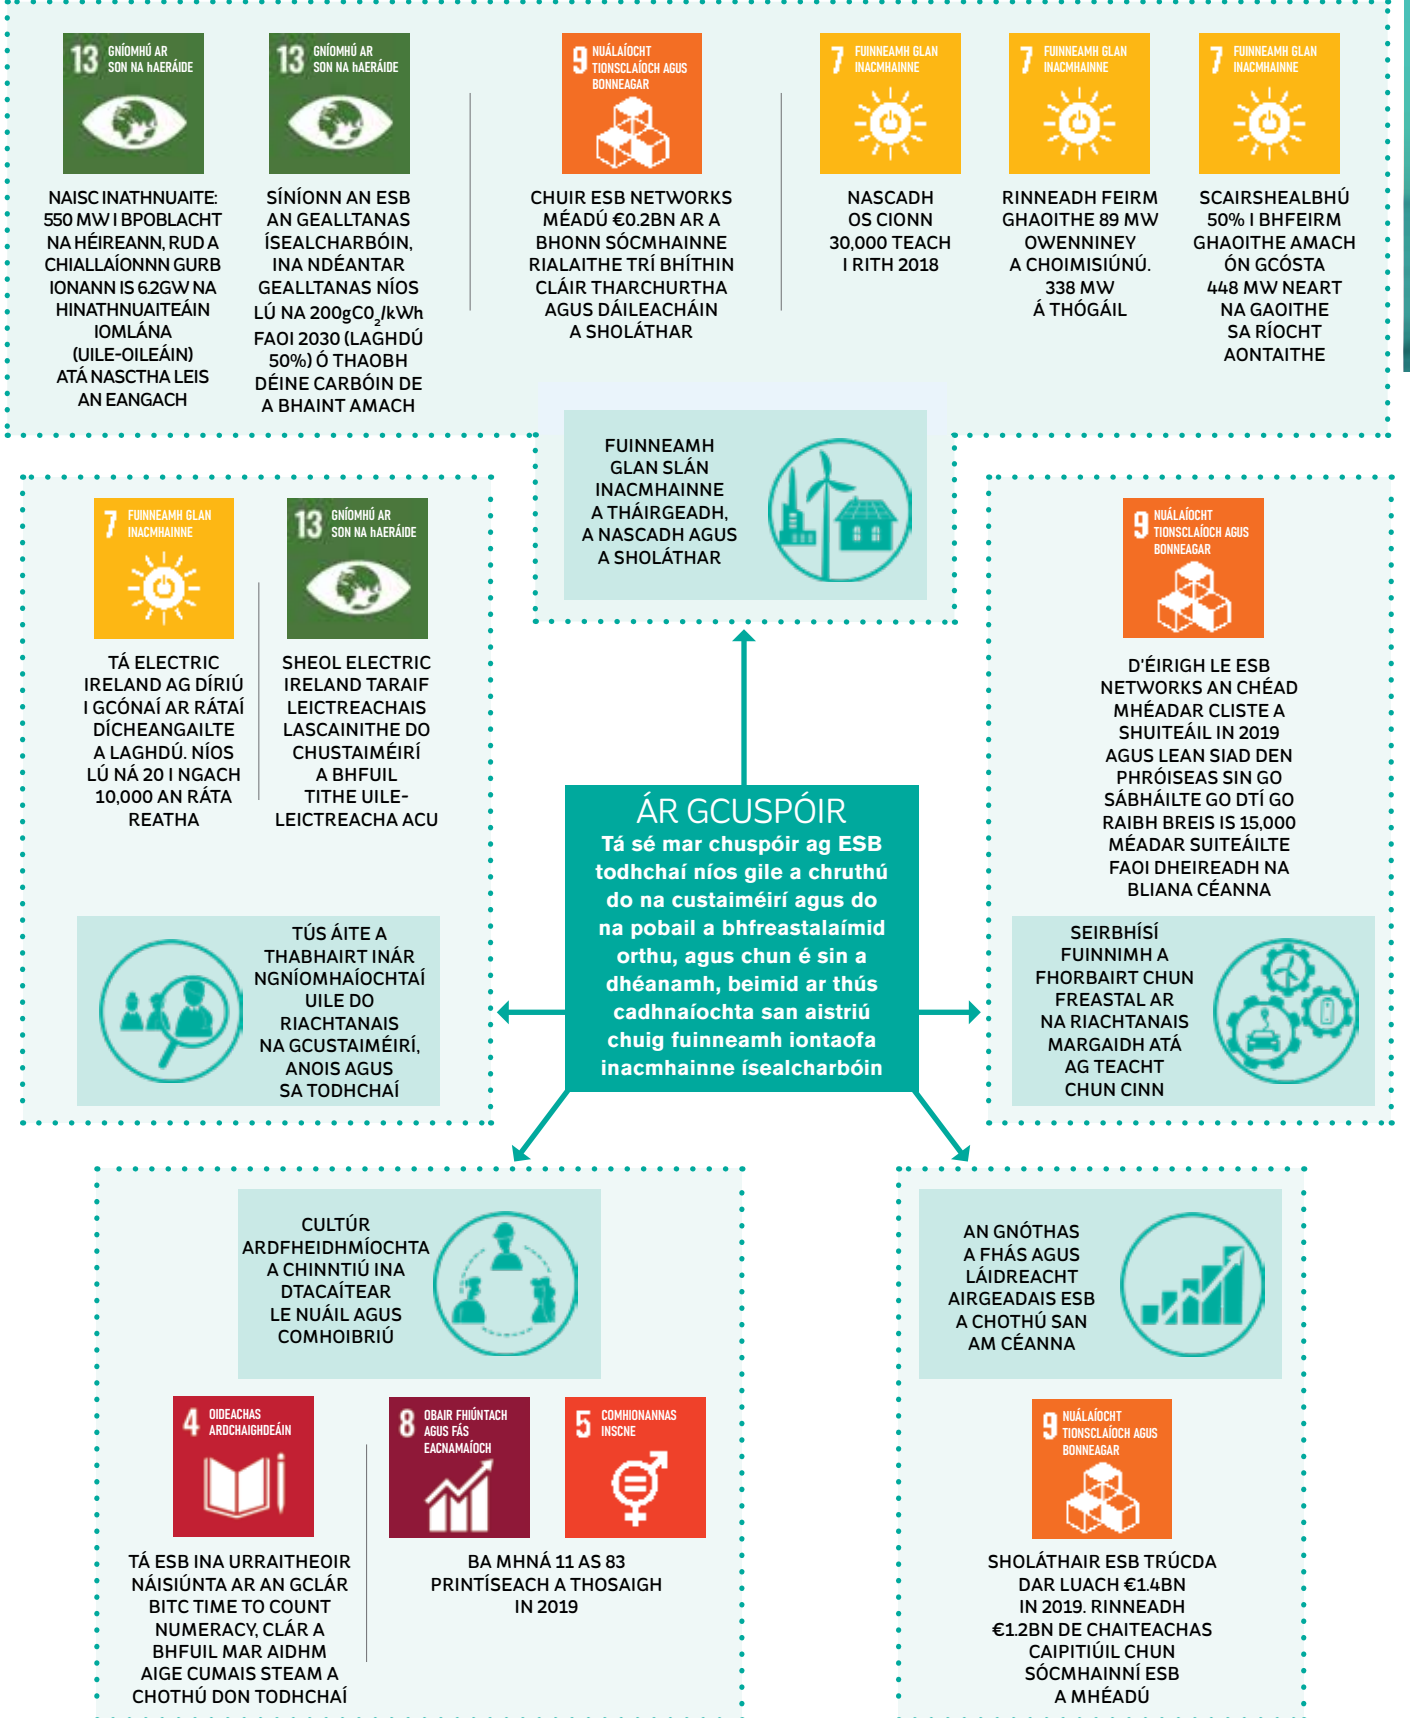 13 GNÍOMHÚ AR
SON NA hAERÁIDE
NAISC INATHNUAITE:
550 MW I BPOBLACHT
NA HÉIREANN, RUD A
CHIALLAÍONNN GURB
IONANN IS 6.2GW NA
HINATHNUAITEÁIN
IOMLÁNA
(UILE-OILEÁIN)
ATÁ NASCTHA LEIS
AN EANGACH
13 GNÍOMHÚ AR
SON NA hAERÁIDE
SÍNÍONN AN ESB
AN GEALLTANAS
ÍSEALCHARBÓIN,
INA NDÉANTAR
GEALLTANAS NÍOS
LÚ NA 200gC0₂/kWh
FAOI 2030 (LAGHDÚ
50%) Ó THAOBH
DÉINE CARBÓIN DE
A BHAINT AMACH
9 NUÁLAÍOCHT
TIONSCLAÍOCH AGUS
BONNEAGAR
CHUIR ESB NETWORKS
MÉADÚ €0.2BN AR A
BHONN SÓCMHAINNE
RIALAITHE TRÍ BHÍTHIN
CLÁIR THARCHURTHA
AGUS DÁILEACHÁIN
A SHOLÁTHAR
7 FUINNEAMH GLAN
INACMHAINNE
NASCADH
OS CIONN
30,000 TEACH
I RITH 2018
7 FUINNEAMH GLAN
INACMHAINNE
RINNEADH FEIRM
GHAOITHE 89 MW
OWENNINEY
A CHOIMISIÚNÚ.
338 MW
Á THÓGÁIL
7 FUINNEAMH GLAN
INACMHAINNE
SCAIRSHEALBHÚ
50% I BHFEIRM
GHAOITHE AMACH
ÓN GCÓSTA
448 MW NEART
NA GAOITHE
SA RÍOCHT
AONTAITHE
FUINNEAMH
GLAN SLÁN
INACMHAINNE
A THÁIRGEADH,
A NASCADH AGUS
A SHOLÁTHAR
7 FUINNEAMH GLAN
INACMHAINNE
TÁ ELECTRIC
IRELAND AG DÍRIÚ
I GCÓNAÍ AR RÁTAÍ
DÍCHEANGAILTE
A LAGHDÚ. NÍOS
LÚ NÁ 20 I NGACH
10,000 AN RÁTA
REATHA
13 GNÍOMHÚ AR
SON NA hAERÁIDE
SHEOL ELECTRIC
IRELAND TARAIF
LEICTREACHAIS
LASCAINITHE DO
CHUSTAIMÉIRÍ
A BHFUIL
TITHE UILE-
LEICTREACHA ACU
TÚS ÁITE A
THABHAIRT INÁR
NGNÍOMHAÍOCHTAÍ
UILE DO
RIACHTANAIS
NA GCUSTAIMÉIRÍ,
ANOIS AGUS
SA TODHCHAÍ
ÁR GCUSPÓIR
Tá sé mar chuspóir ag ESB
todhchaí níos gile a chruthú
do na custaiméirí agus do
na pobail a bhfreastalaímid
orthu, agus chun é sin a
dhéanamh, beimid ar thús
cadhnaíochta san aistriú
chuig fuinneamh iontaofa
inacmhainne ísealcharbóin
9 NUÁLAÍOCHT
TIONSCLAÍOCH AGUS
BONNEAGAR
D'ÉIRIGH LE ESB
NETWORKS AN CHÉAD
MHÉADAR CLISTE A
SHUITEÁIL IN 2019
AGUS LEAN SIAD DEN
PHRÓISEAS SIN GO
SÁBHÁILTE GO DTÍ GO
RAIBH BREIS IS 15,000
MÉADAR SUITEÁILTE
FAOI DHEIREADH NA
BLIANA CÉANNA
SEIRBHÍSÍ
FUINNIMH A
FHORBAIRT CHUN
FREASTAL AR
NA RIACHTANAIS
MARGAIDH ATÁ
AG TEACHT
CHUN CINN
CULTÚR
ARDFHEIDHMÍOCHTA
A CHINNTIÚ INA
DTACAÍTEAR
LE NUÁIL AGUS
COMHOIBRIÚ
4 OIDEACHAS
ARDCHAIGHDEÁIN
TÁ ESB INA URRAITHEOIR
NÁISIÚNTA AR AN GCLÁR
BITC TIME TO COUNT
NUMERACY, CLÁR A
BHFUIL MAR AIDHM
AIGE CUMAIS STEAM A
CHOTHÚ DON TODHCHAÍ
8 OBAIR FHIÚNTACH
AGUS FÁS
EACNAMAÍOCH
5 COMHIONANNAS
INSCNE
BA MHNÁ 11 AS 83
PRINTÍSEACH A THOSAIGH
IN 2019
AN GNÓTHAS
A FHÁS AGUS
LÁIDREACHT
AIRGEADAIS ESB
A CHOTHÚ SAN
AM CÉANNA
9 NUÁLAÍOCHT
TIONSCLAÍOCH AGUS
BONNEAGAR
SHOLÁTHAIR ESB TRÚCDA
DAR LUACH €1.4BN
IN 2019. RINNEADH
€1.2BN DE CHAITEACHAS
CAIPITIÚIL CHUN
SÓCMHAINNÍ ESB
A MHÉADÚ